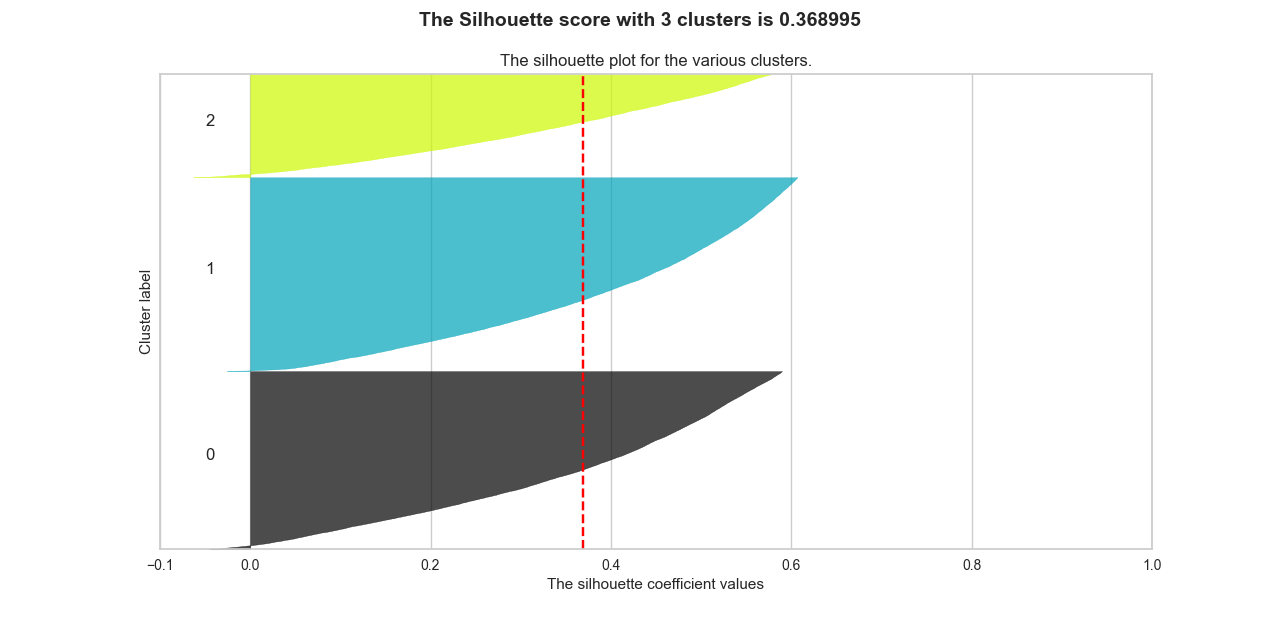 The Silhouette score with 3 clusters is 0.368995
The silhouette plot for the various clusters.
2
1
0
Cluster label
−0.1 0.0 0.2 0.4 0.6 0.8 1.0
The silhouette coefficient values